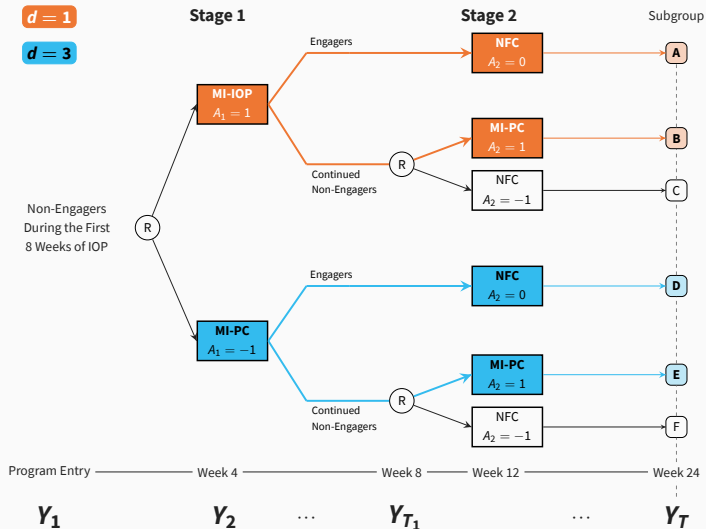 d = 1
Stage 1
Stage 2
Subgroup
d = 3
Engagers
NFC
A₂ = 0
A
MI-IOP
A₁ = 1
MI-PC
A₂ = 1
B
R
Continued
Non-Engagers
NFC
A₂ = −1
C
Non-Engagers
During the First
8 Weeks of IOP
R
Engagers
NFC
A₂ = 0
D
MI-PC
A₁ = −1
MI-PC
A₂ = 1
E
R
Continued
Non-Engagers
NFC
A₂ = −1
F
Program Entry
Week 4
Week 8
Week 12
Week 24
Y₁
Y₂
...
Y_{T₁}
...
Y_T